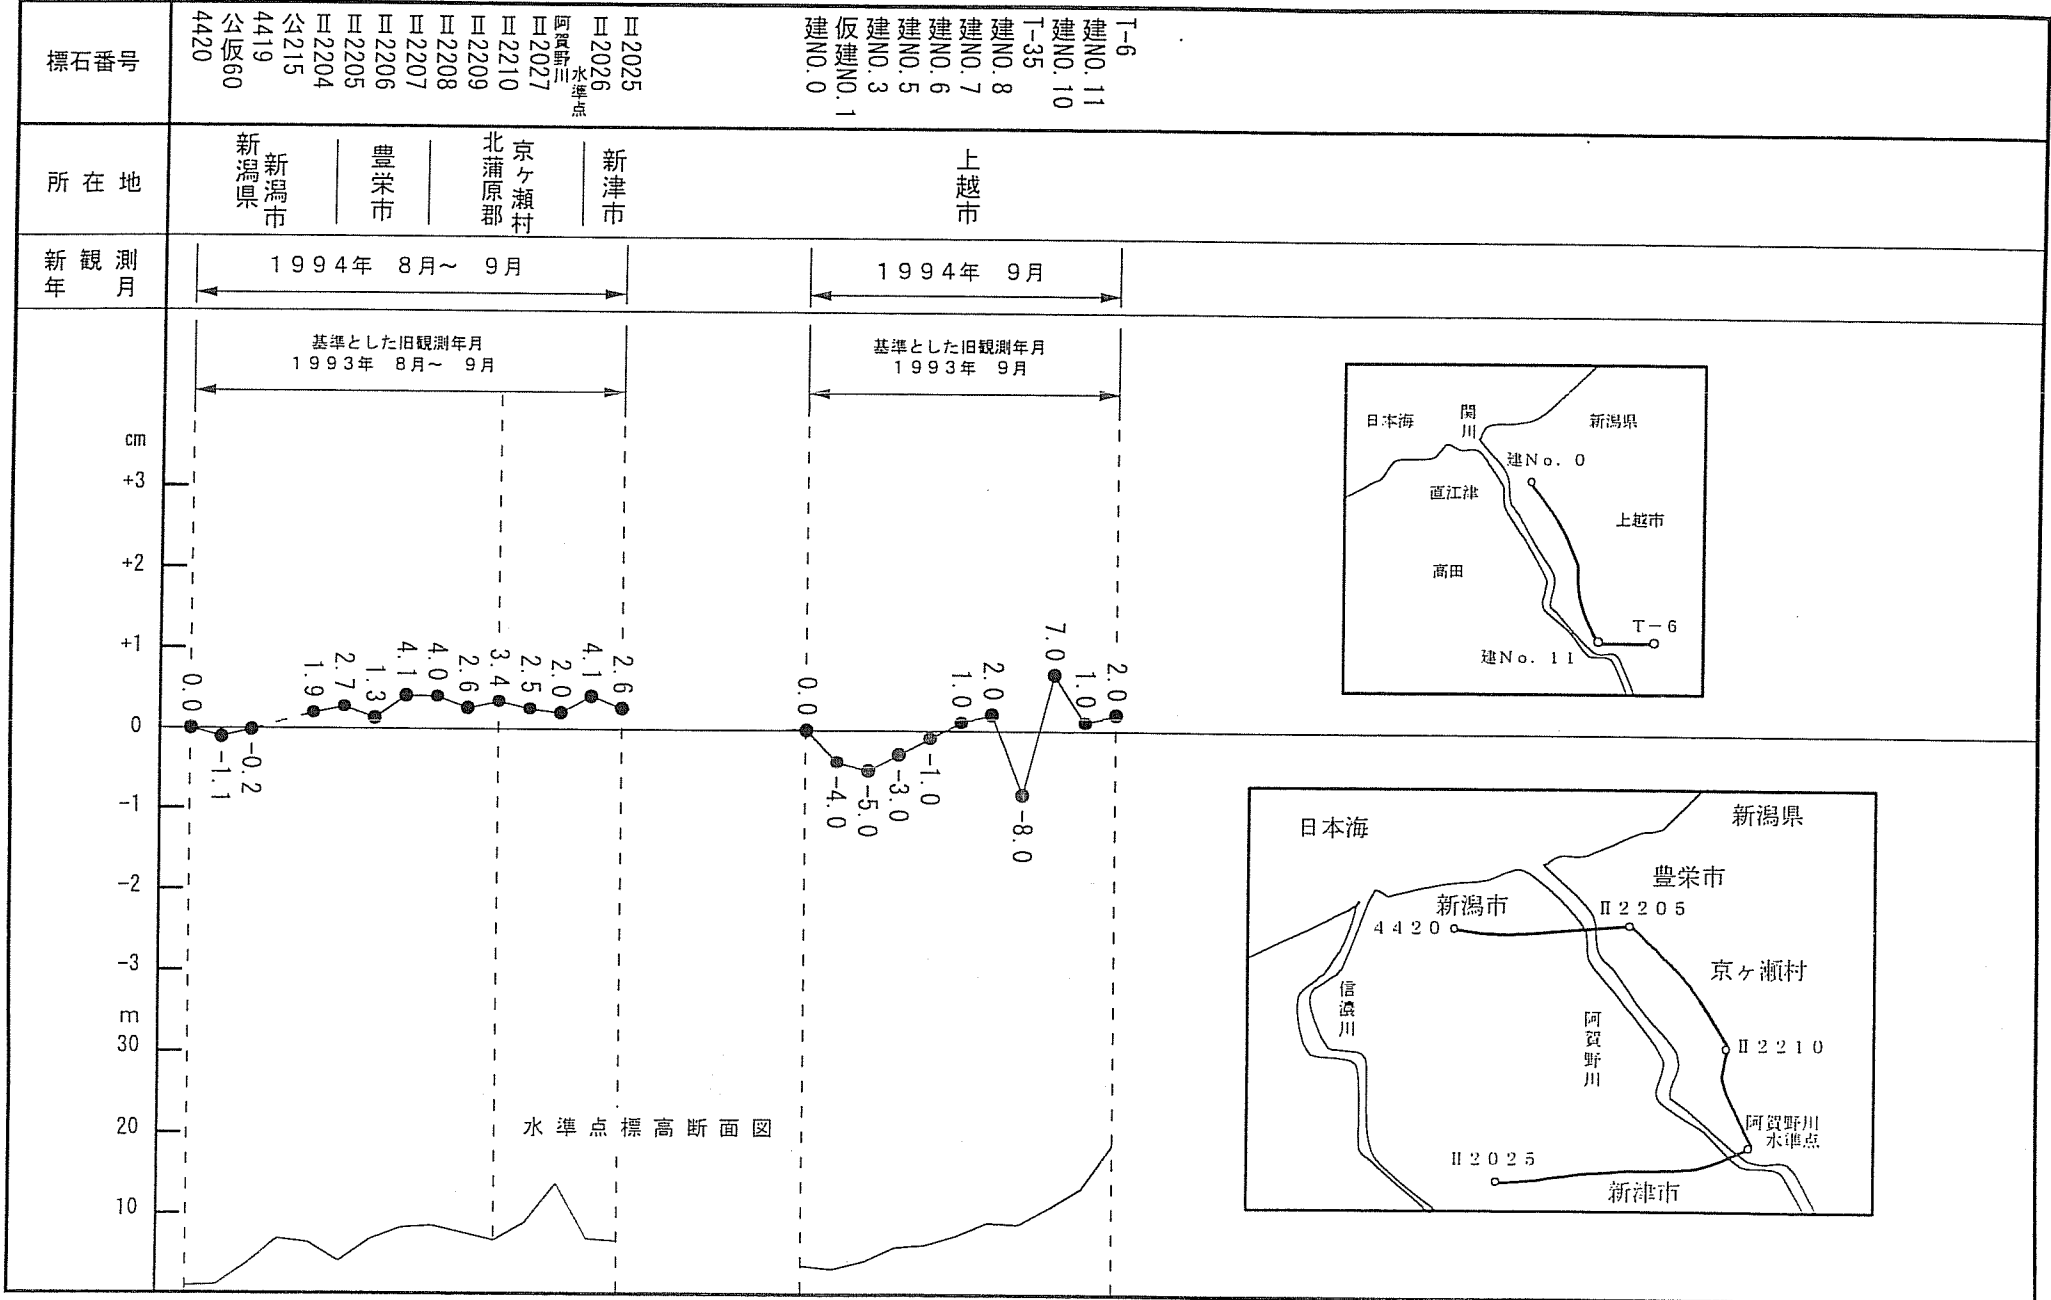 標石番号
4420
公仮60
4419
公215
Ⅱ2204
Ⅱ2205
Ⅱ2206
Ⅱ2207
Ⅱ2208
Ⅱ2209
Ⅱ2210
Ⅱ2027
阿賀野川
水準点
Ⅱ2026
Ⅱ2025
建NO.0
仮建NO.1
建NO.3
建NO.5
建NO.6
建NO.7
建NO.8
T-35
建NO.10
建NO.11
T-6
所在地
新潟県
新潟市
豊栄市
北蒲原郡
京ヶ瀬村
新津市
上越市
新観測
年月
1994年 8月~ 9月
1994年 9月
基準とした旧観測年月
1993年 8月~ 9月
基準とした旧観測年月
1993年 9月
cm
+3
+2
+1
0
-1
-2
-3
m
30
20
10
0.0
-1.1
-0.2
1.9
2.7
1.3
4.1
4.0
2.6
3.4
2.5
2.0
4.1
2.6
0.0
-4.0
-5.0
-3.0
-1.0
1.0
2.0
-8.0
7.0
1.0
2.0
水準点標高断面図
日本海
関川
新潟県
建No.0
直江津
上越市
高田
T-6
建No.11
日本海
新潟県
豊栄市
新潟市
Ⅱ2205
4420
京ヶ瀬村
信濃川
阿賀野川
Ⅱ2210
阿賀野川
水準点
Ⅱ2025
新津市